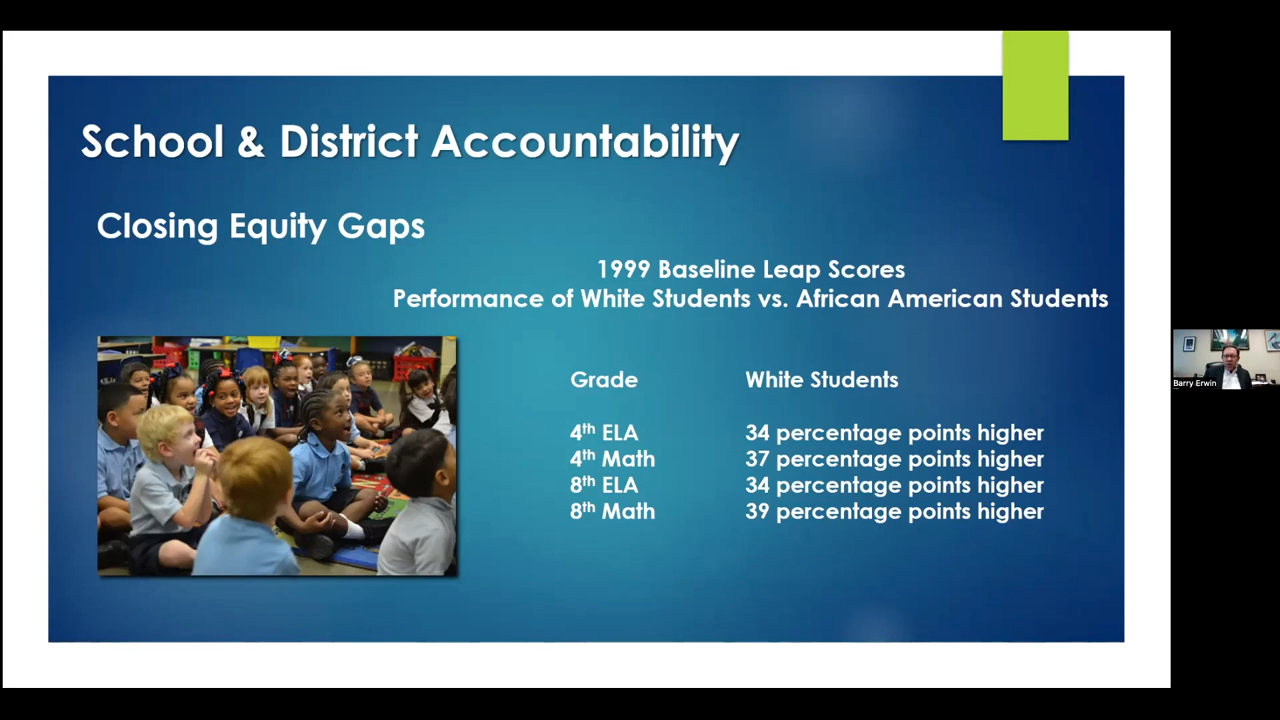 School & District Accountability
Closing Equity Gaps
1999 Baseline Leap Scores
Performance of White Students vs. African American Students
Grade White Students
4th ELA 34 percentage points higher
4th Math 37 percentage points higher
8th ELA 34 percentage points higher
8th Math 39 percentage points higher
Barry Erwin